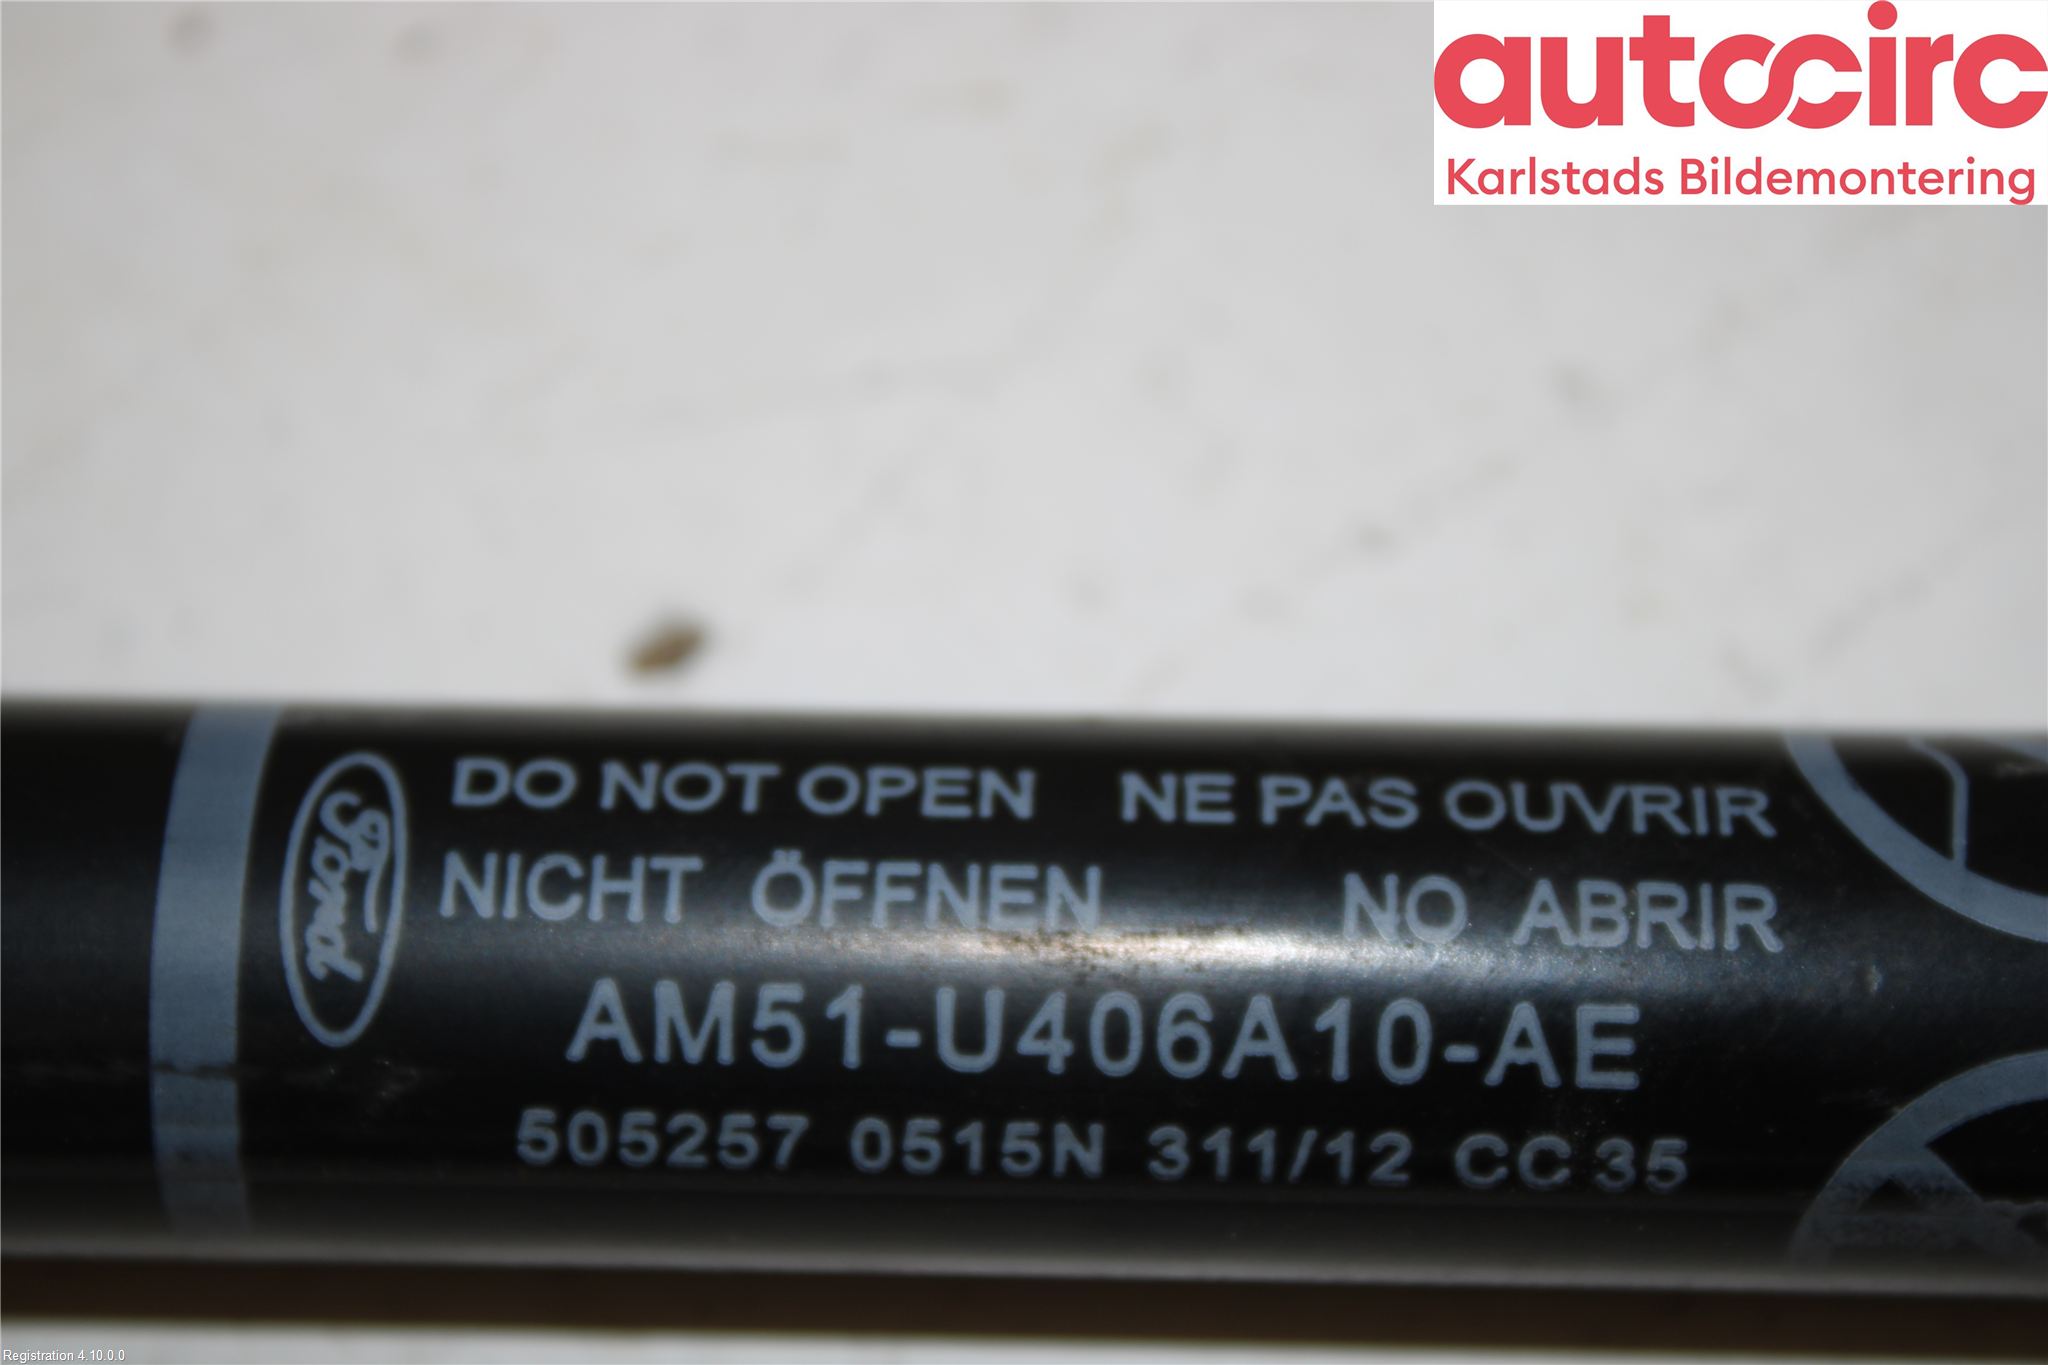 autocirc
Karlstads Bildemontering
Ford
DO NOT OPEN NE PAS OUVRIR
NICHT ÖFFNEN NO ABRIR
AM51-U406A10-AE
505257 0515N 311/12 CC 35
Registration 4.10.0.0